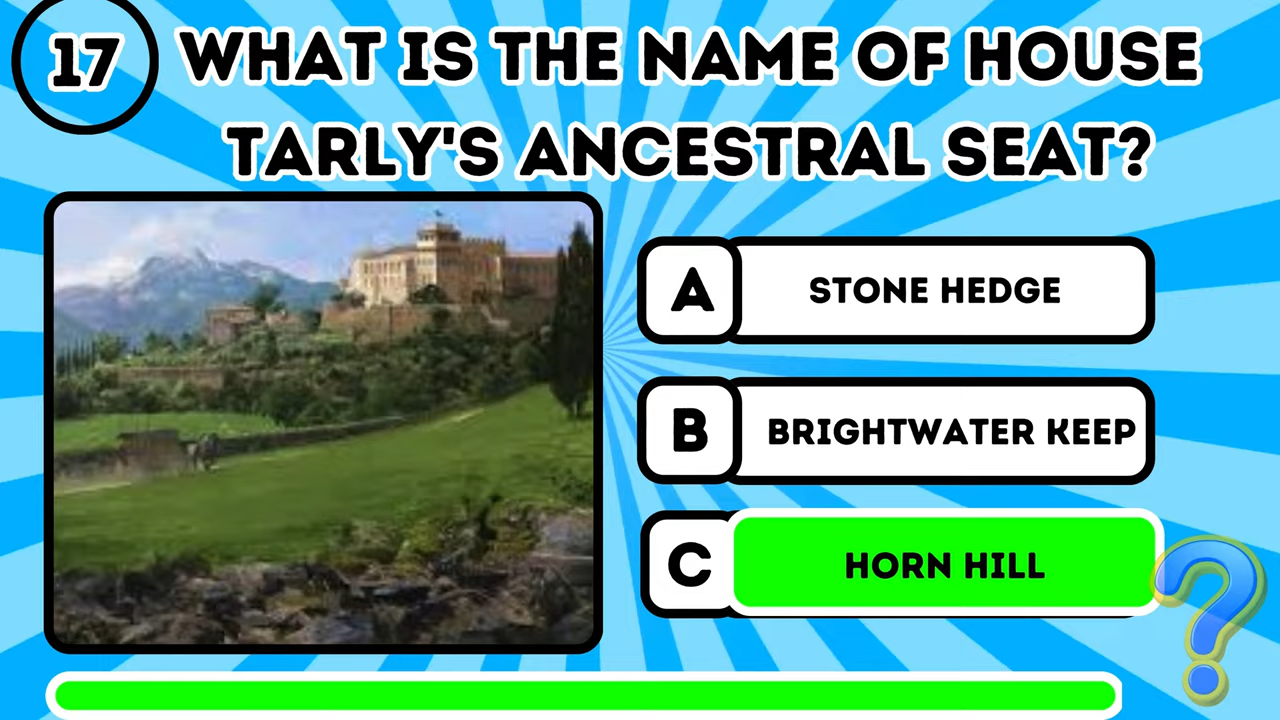 17
WHAT IS THE NAME OF HOUSE
TARLY'S ANCESTRAL SEAT?
A STONE HEDGE
B BRIGHTWATER KEEP
C HORN HILL
?